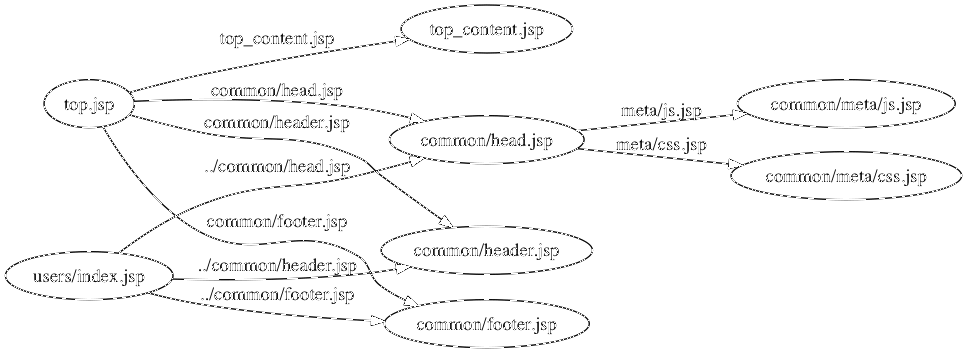 top_content.jsp
top_content.jsp
top.jsp
common/head.jsp
common/header.jsp
common/head.jsp
meta/js.jsp
common/meta/js.jsp
meta/css.jsp
common/meta/css.jsp
../common/head.jsp
common/footer.jsp
common/header.jsp
users/index.jsp
../common/header.jsp
../common/footer.jsp
common/footer.jsp